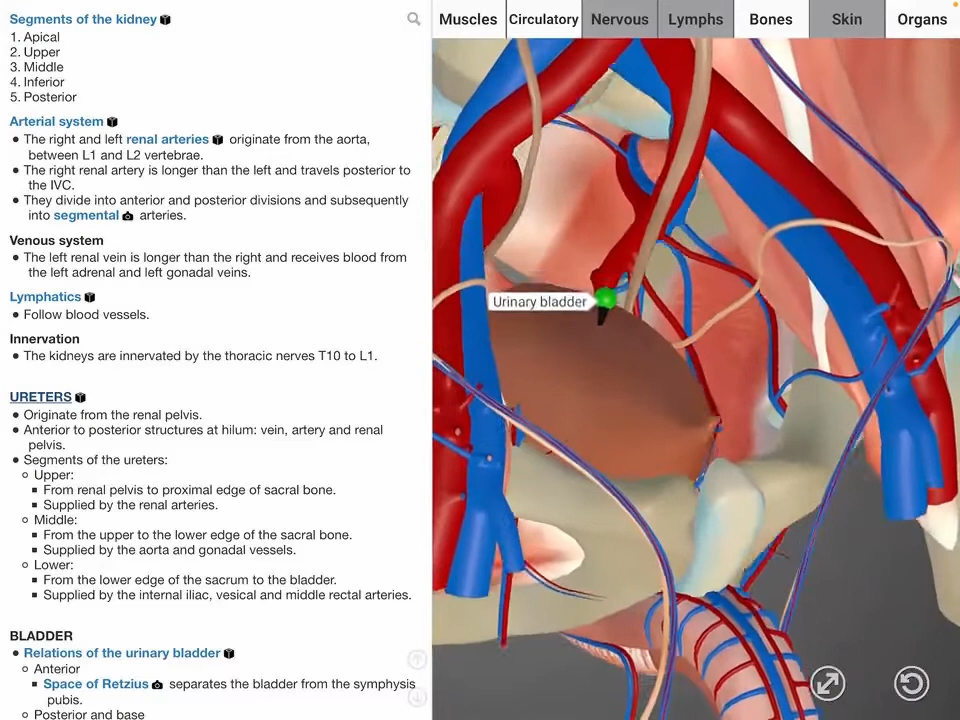 Segments of the kidney
1. Apical
2. Upper
3. Middle
4. Inferior
5. Posterior
Arterial system
• The right and left renal arteries originate from the aorta,
between L1 and L2 vertebrae.
• The right renal artery is longer than the left and travels posterior to
the IVC.
• They divide into anterior and posterior divisions and subsequently
into segmental arteries.
Venous system
• The left renal vein is longer than the right and receives blood from
the left adrenal and left gonadal veins.
Lymphatics
• Follow blood vessels.
Innervation
• The kidneys are innervated by the thoracic nerves T10 to L1.
URETERS
• Originate from the renal pelvis.
• Anterior to posterior structures at hilum: vein, artery and renal
pelvis.
• Segments of the ureters:
○ Upper:
▪ From renal pelvis to proximal edge of sacral bone.
▪ Supplied by the renal arteries.
○ Middle:
▪ From the upper to the lower edge of the sacral bone.
▪ Supplied by the aorta and gonadal vessels.
○ Lower:
▪ From the lower edge of the sacrum to the bladder.
▪ Supplied by the internal iliac, vesical and middle rectal arteries.
BLADDER
• Relations of the urinary bladder
○ Anterior
▪ Space of Retzius separates the bladder from the symphysis
pubis.
○ Posterior and base
Muscles Circulatory Nervous Lymphs Bones Skin Organs
Urinary bladder